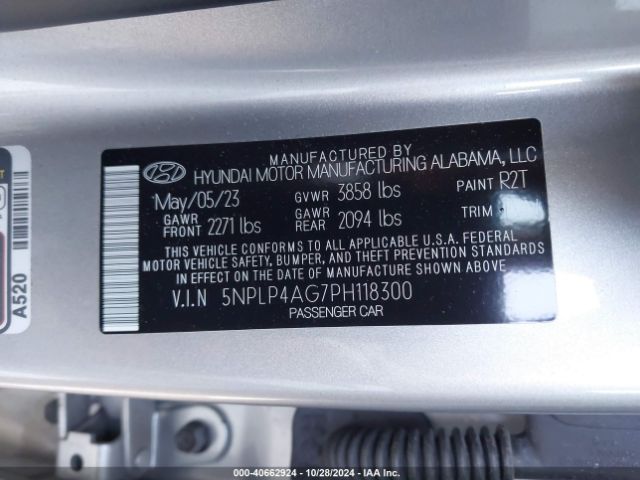 MANUFACTURED BY
HYUNDAI MOTOR MANUFACTURING ALABAMA, LLC
May/05/23 GVWR 3858 lbs PAINT R2T
GAWR FRONT 2271 lbs GAWR REAR 2094 lbs TRIM
THIS VEHICLE CONFORMS TO ALL APPLICABLE U.S.A. FEDERAL
MOTOR VEHICLE SAFETY, BUMPER, AND THEFT PREVENTION STANDARDS
IN EFFECT ON THE DATE OF MANUFACTURE SHOWN ABOVE.
V.I.N 5NPLP4AG7PH118300
PASSENGER CAR
A520
000-40662924 | 10/28/2024 | IAA Inc.